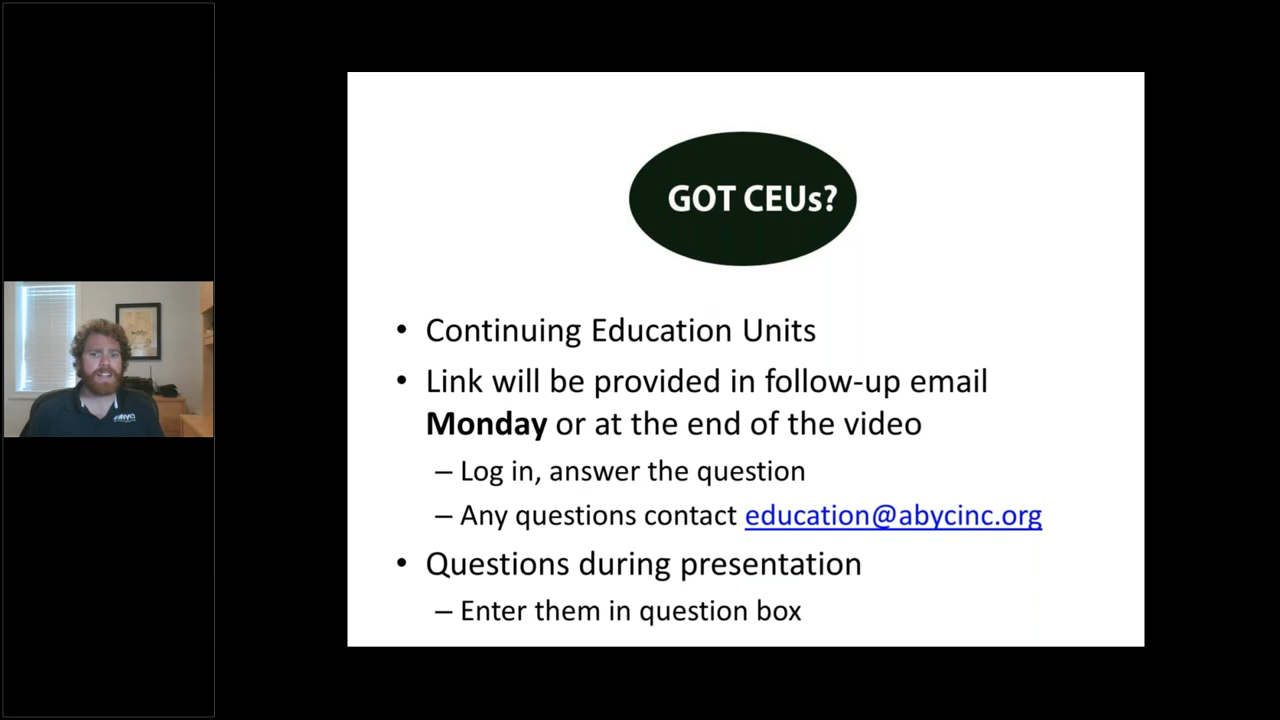 GOT CEUs?
• Continuing Education Units
• Link will be provided in follow-up email
Monday or at the end of the video
– Log in, answer the question
– Any questions contact education@abycinc.org
• Questions during presentation
– Enter them in question box
abyc